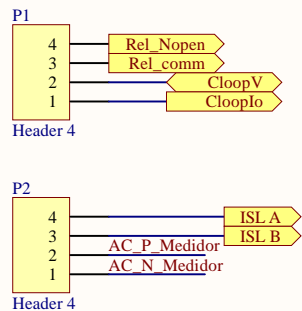 P1
4 Rel_Nopen
3 Rel_comm
2 CloopV
1 CloopIo
Header 4
P2
4 ISL A
3 ISL B
2 AC_P_Medidor
1 AC_N_Medidor
Header 4